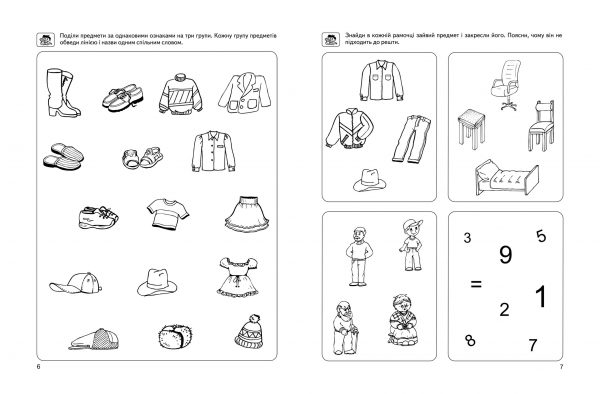 Поділи предмети за однаковими ознаками на три групи. Кожну групу предметів
обведи лінією і назви одним спільним словом.
6
Знайди в кожній рамочці зайвий предмет і закресли його. Поясни, чому він не
підходить до решти.
3 9 5
= 2 1
8 7
7